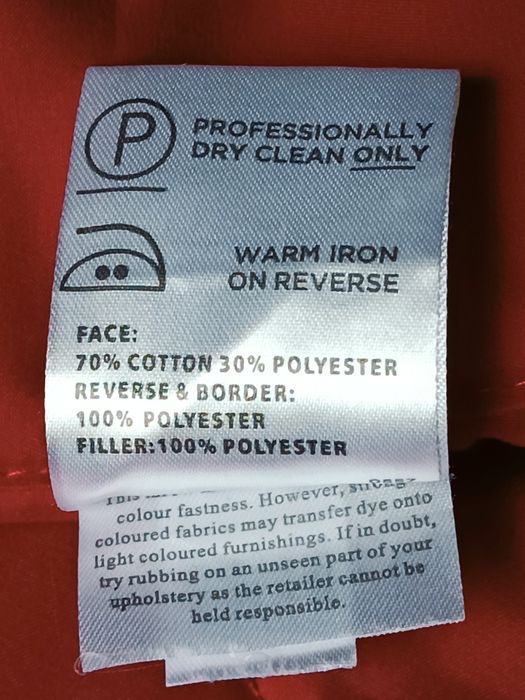 P
PROFESSIONALLY
DRY CLEAN ONLY
WARM IRON
ON REVERSE
FACE:
70% COTTON 30% POLYESTER
REVERSE & BORDER:
100% POLYESTER
FILLER:100% POLYESTER
colour fastness. However,
coloured fabrics may transfer dye onto
light coloured furnishings. If in doubt,
try rubbing on an unseen part of your
upholstery as the retailer cannot be
held responsible.